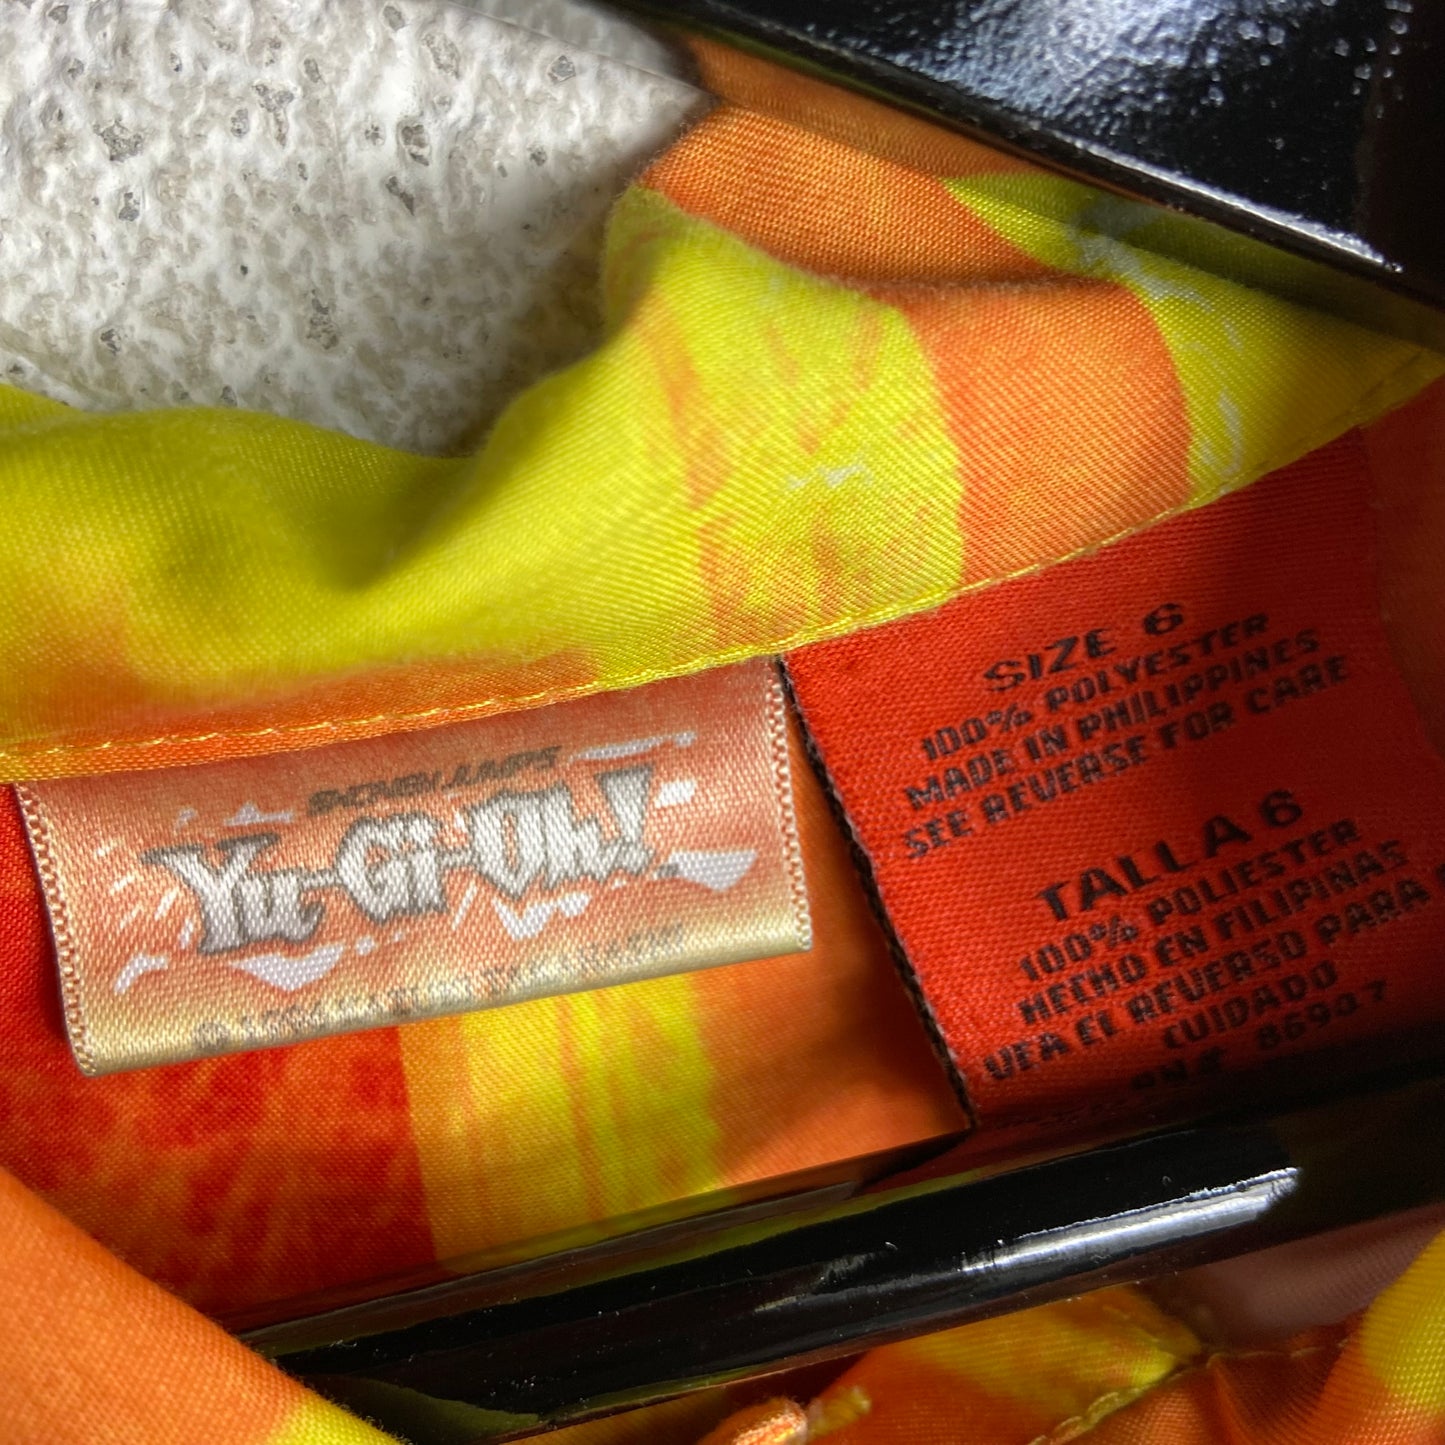 SHONEN JUMP'S
Yu-Gi-Oh!
SIZE 6
100% POLYESTER
MADE IN PHILIPPINES
SEE REVERSE FOR CARE
TALLA 6
100% POLIESTER
HECHO EN FILIPINAS
VEA EL REVERSO PARA
CUIDADO